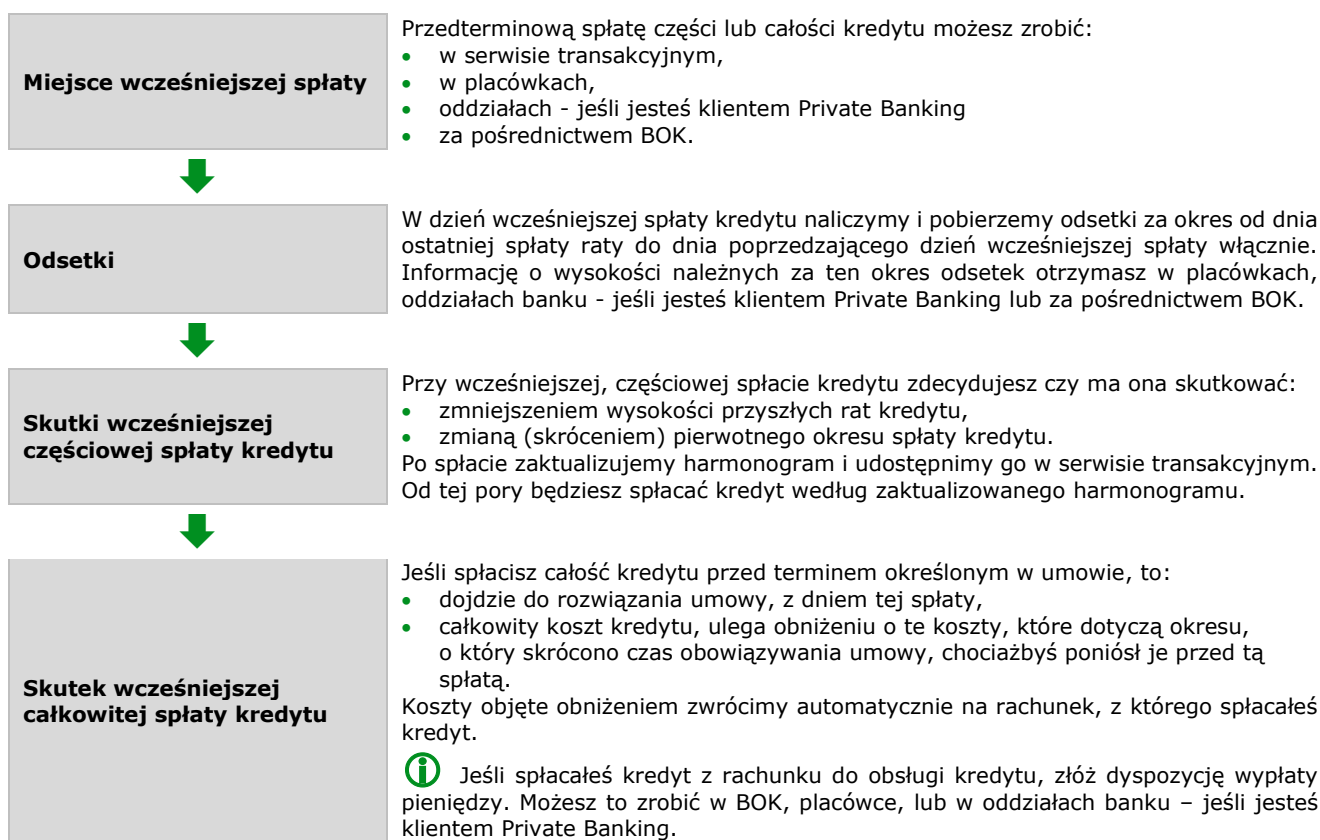 Miejsce wcześniejszej spłaty
Przedterminową spłatę części lub całości kredytu możesz zrobić:
• w serwisie transakcyjnym,
• w placówkach,
• oddziałach - jeśli jesteś klientem Private Banking
• za pośrednictwem BOK.
Odsetki
W dzień wcześniejszej spłaty kredytu naliczymy i pobierzemy odsetki za okres od dnia
ostatniej spłaty raty do dnia poprzedzającego dzień wcześniejszej spłaty włącznie.
Informację o wysokości należnych za ten okres odsetek otrzymasz w placówkach,
oddziałach banku - jeśli jesteś klientem Private Banking lub za pośrednictwem BOK.
Skutki wcześniejszej
częściowej spłaty kredytu
Przy wcześniejszej, częściowej spłacie kredytu zdecydujesz czy ma ona skutkować:
• zmniejszeniem wysokości przyszłych rat kredytu,
• zmianą (skróceniem) pierwotnego okresu spłaty kredytu.
Po spłacie zaktualizujemy harmonogram i udostępnimy go w serwisie transakcyjnym.
Od tej pory będziesz spłacać kredyt według zaktualizowanego harmonogramu.
Skutek wcześniejszej
całkowitej spłaty kredytu
Jeśli spłacisz całość kredytu przed terminem określonym w umowie, to:
• dojdzie do rozwiązania umowy, z dniem tej spłaty,
• całkowity koszt kredytu, ulega obniżeniu o te koszty, które dotyczą okresu,
o który skrócono czas obowiązywania umowy, chociażbyś poniósł je przed tą
spłatą.
Koszty objęte obniżeniem zwrócimy automatycznie na rachunek, z którego spłacałeś
kredyt.
Jeśli spłacałeś kredyt z rachunku do obsługi kredytu, złóż dyspozycję wypłaty
pieniędzy. Możesz to zrobić w BOK, placówce, lub w oddziałach banku – jeśli jesteś
klientem Private Banking.